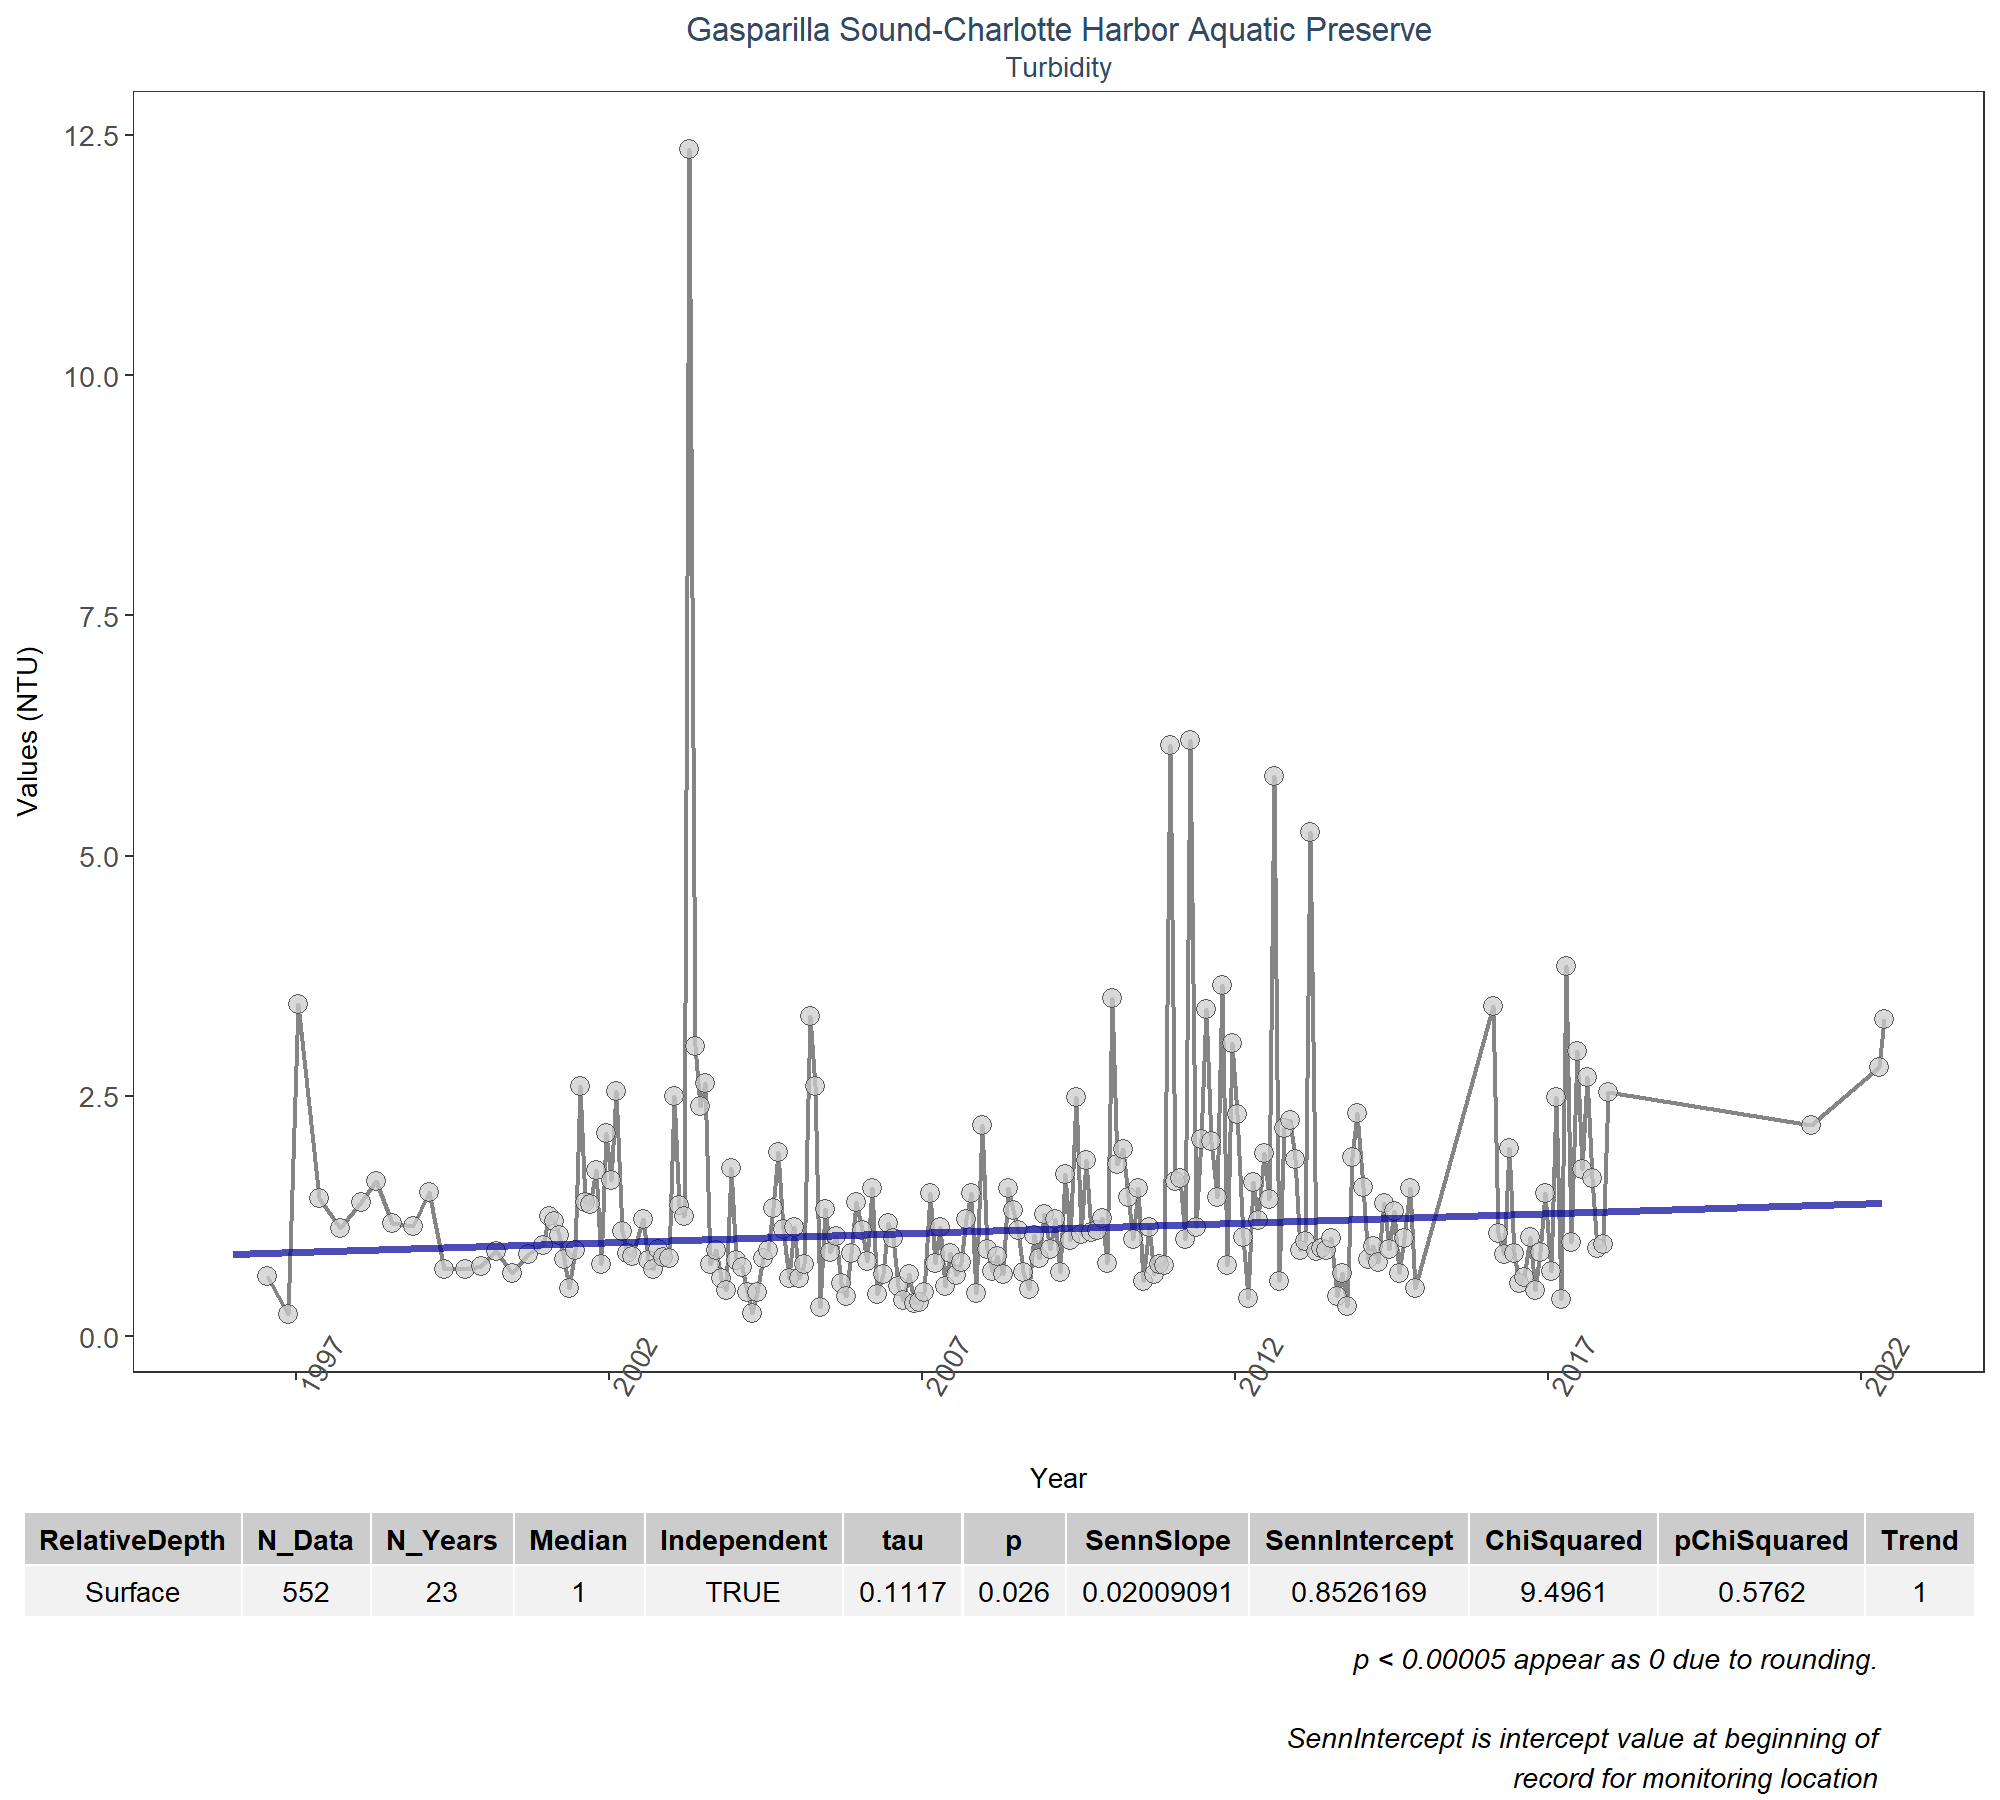 Gasparilla Sound-Charlotte Harbor Aquatic Preserve
Turbidity
12.5
10.0
7.5
5.0
2.5
0.0
Values (NTU)
1997
2002
2007
2012
2017
2022
Year
RelativeDepth N_Data N_Years Median Independent tau p SennSlope SennIntercept ChiSquared pChiSquared Trend
Surface 552 23 1 TRUE 0.1117 0.026 0.02009091 0.8526169 9.4961 0.5762 1
p < 0.00005 appear as 0 due to rounding.
SennIntercept is intercept value at beginning of
record for monitoring location